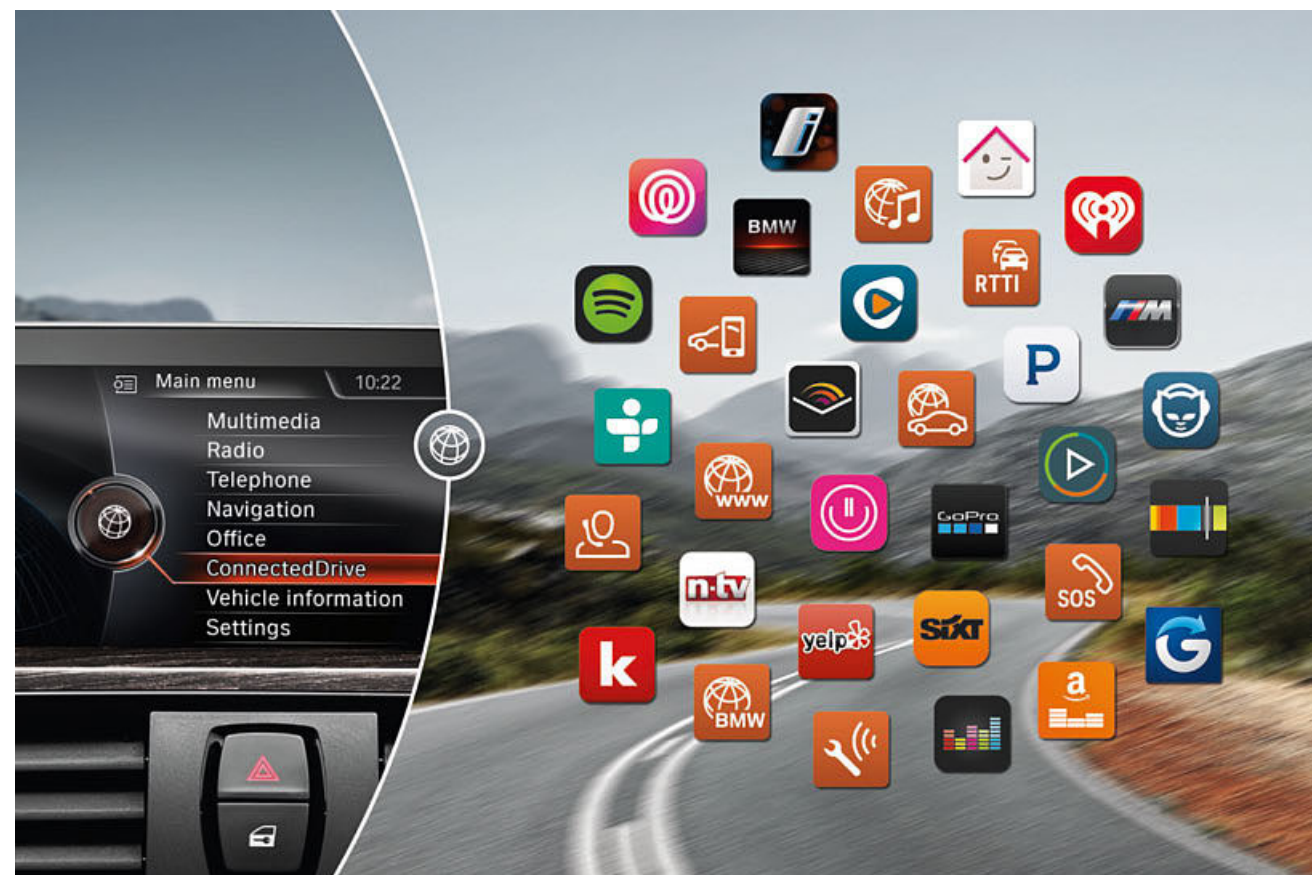 Main menu
10:22
Multimedia
Radio
Telephone
Navigation
Office
ConnectedDrive
Vehicle information
Settings
i
BMW
RTTI
M
P
WWW
GoPro
n-tv
SOS
yelp
SIXT
k
G
BMW
a